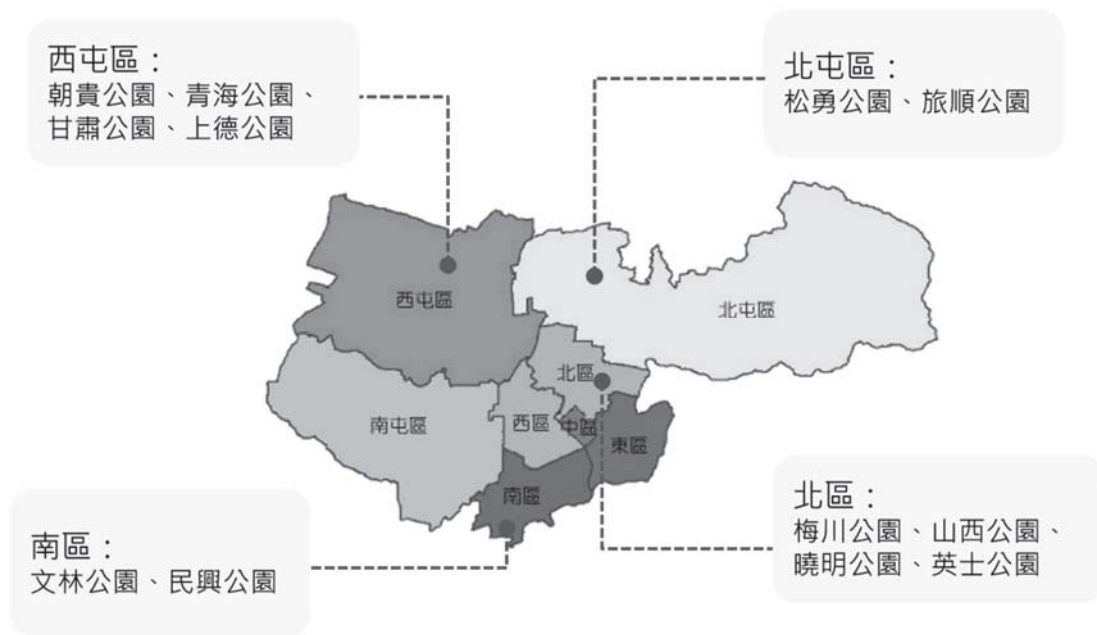 西屯區：
朝貴公園、青海公園、
甘肅公園、上德公園
北屯區：
松勇公園、旅順公園
西屯區
北屯區
北區
南屯區
西區
中區
東區
南區
南區：
文林公園、民興公園
北區：
梅川公園、山西公園、
曉明公園、英士公園